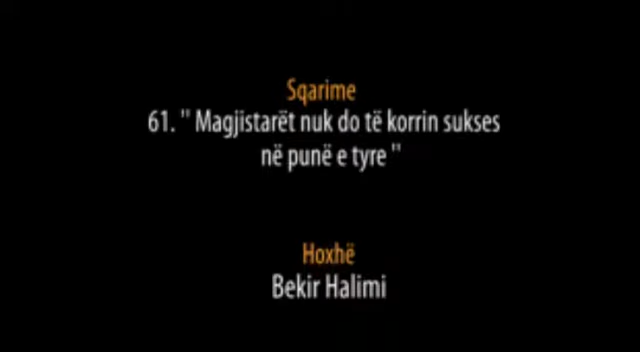 Sqarime
61. " Magjistarët nuk do të korrin sukses
në punë e tyre "
Hoxhë
Bekir Halimi